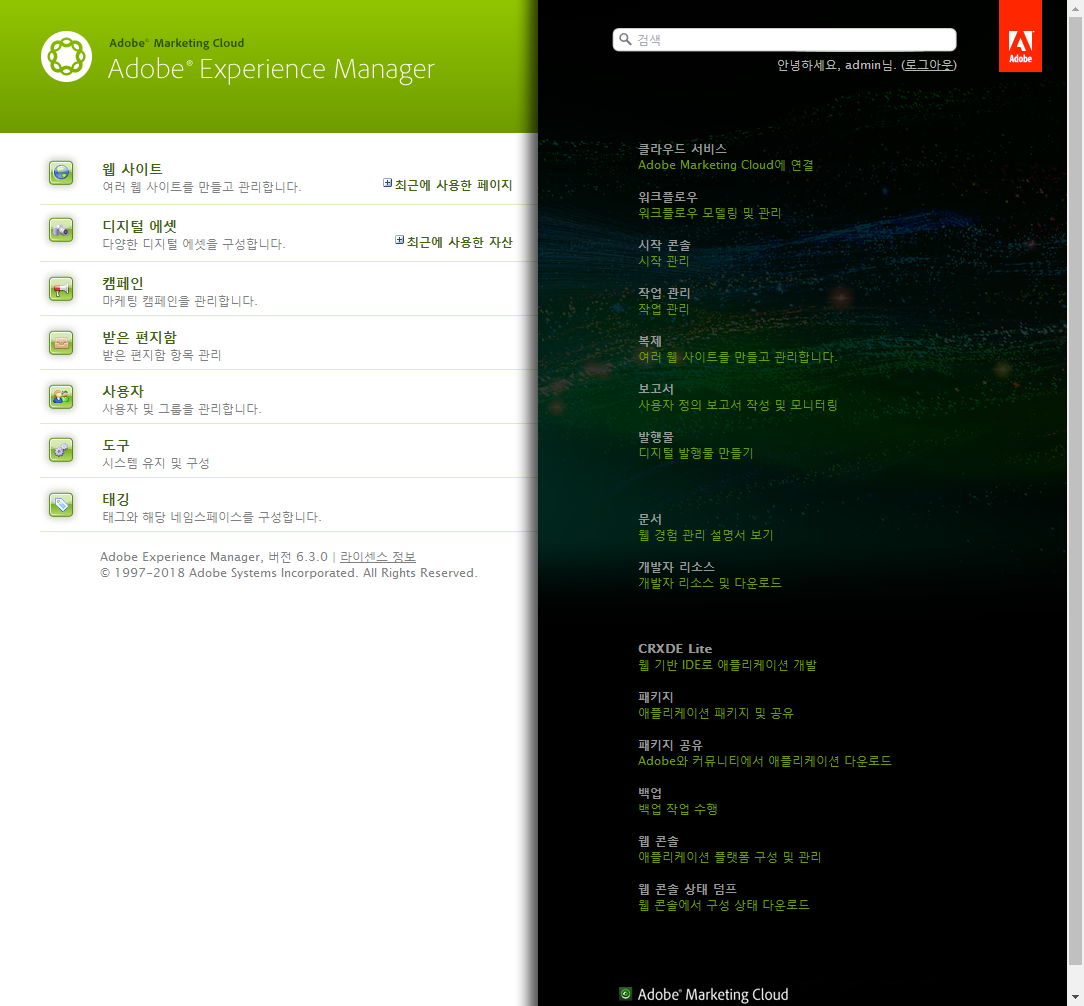 Adobe® Marketing Cloud
Adobe® Experience Manager
웹 사이트
여러 웹 사이트를 만들고 관리합니다.
최근에 사용한 페이지
디지털 에셋
다양한 디지털 에셋을 구성합니다.
최근에 사용한 자산
캠페인
마케팅 캠페인을 관리합니다.
받은 편지함
받은 편지함 항목 관리
사용자
사용자 및 그룹을 관리합니다.
도구
시스템 유지 및 구성
태깅
태그와 해당 네임스페이스를 구성합니다.
Adobe Experience Manager, 버전 6.3.0 | 라이센스 정보
© 1997-2018 Adobe Systems Incorporated. All Rights Reserved.
검색
안녕하세요, admin님. (로그아웃)
Adobe
클라우드 서비스
Adobe Marketing Cloud에 연결
워크플로우
워크플로우 모델링 및 관리
시작 콘솔
시작 관리
작업 관리
작업 관리
복제
여러 웹 사이트를 만들고 관리합니다.
보고서
사용자 정의 보고서 작성 및 모니터링
발행물
디지털 발행물 만들기
문서
웹 경험 관리 설명서 보기
개발자 리소스
개발자 리소스 및 다운로드
CRXDE Lite
웹 기반 IDE로 애플리케이션 개발
패키지
애플리케이션 패키지 및 공유
패키지 공유
Adobe와 커뮤니티에서 애플리케이션 다운로드
백업
백업 작업 수행
웹 콘솔
애플리케이션 플랫폼 구성 및 관리
웹 콘솔 상태 덤프
웹 콘솔에서 구성 상태 다운로드
Adobe® Marketing Cloud